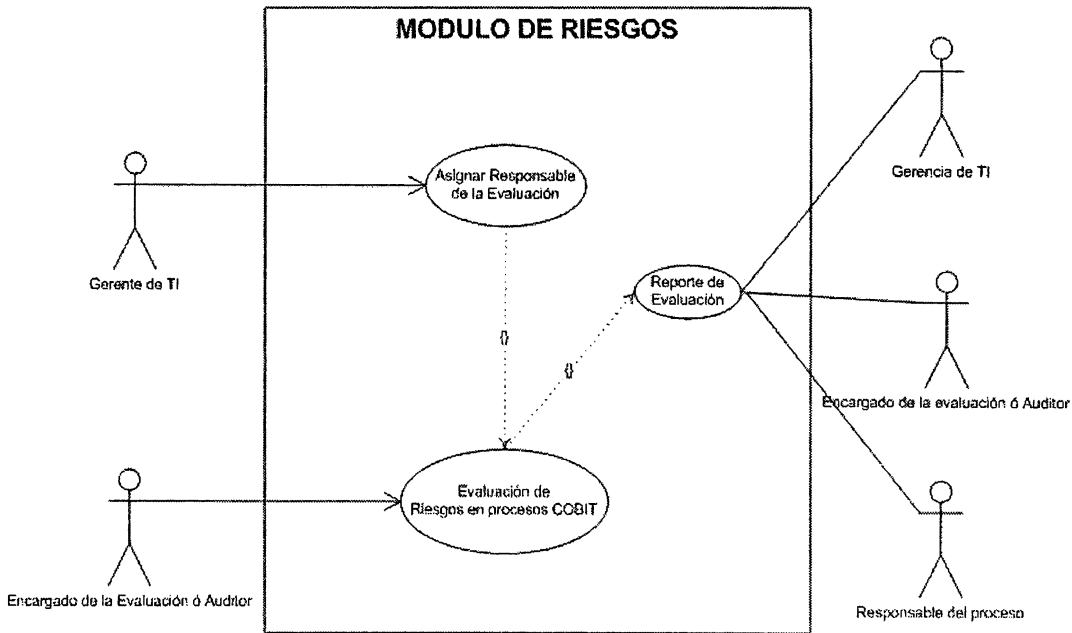 MODULO DE RIESGOS
Gerencia de TI
Asignar Responsable
de la Evaluación
Gerente de TI
Reporte de
Evaluación
{}
{}
Encargado de la evaluación ó Auditor
Evaluación de
Riesgos en procesos COBIT
Encargado de la Evaluación ó Auditor
Responsable del proceso